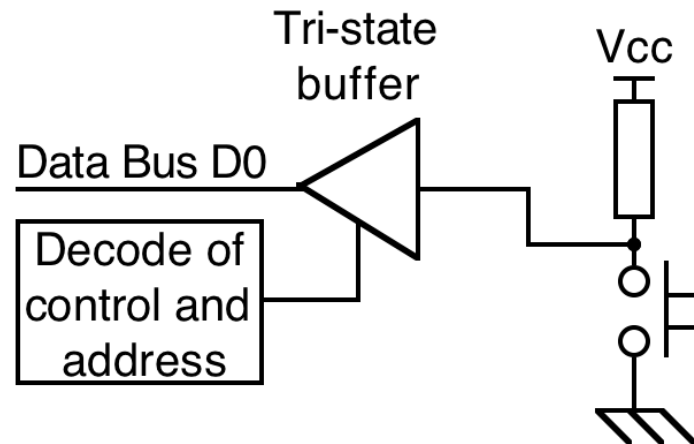 Tri-state
buffer
Vcc
Data Bus D0
Decode of
control and
address